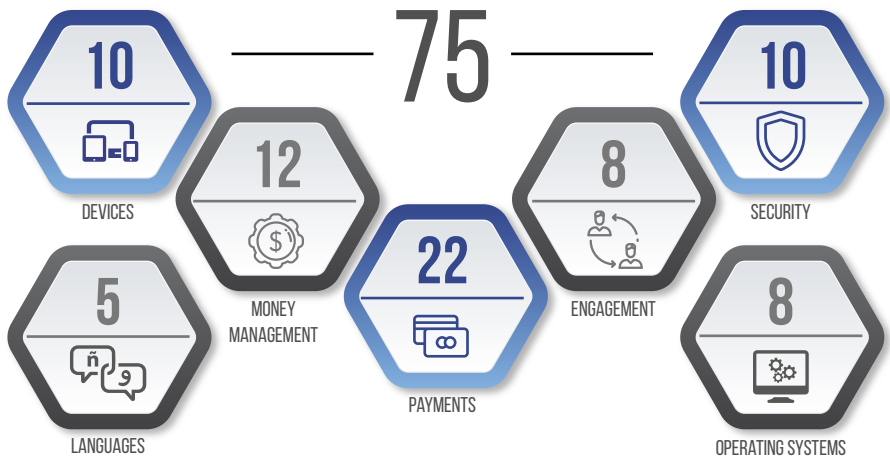 75
10
DEVICES
12
MONEY
MANAGEMENT
22
PAYMENTS
8
ENGAGEMENT
10
SECURITY
5
ñ
و
LANGUAGES
8
OPERATING SYSTEMS
$